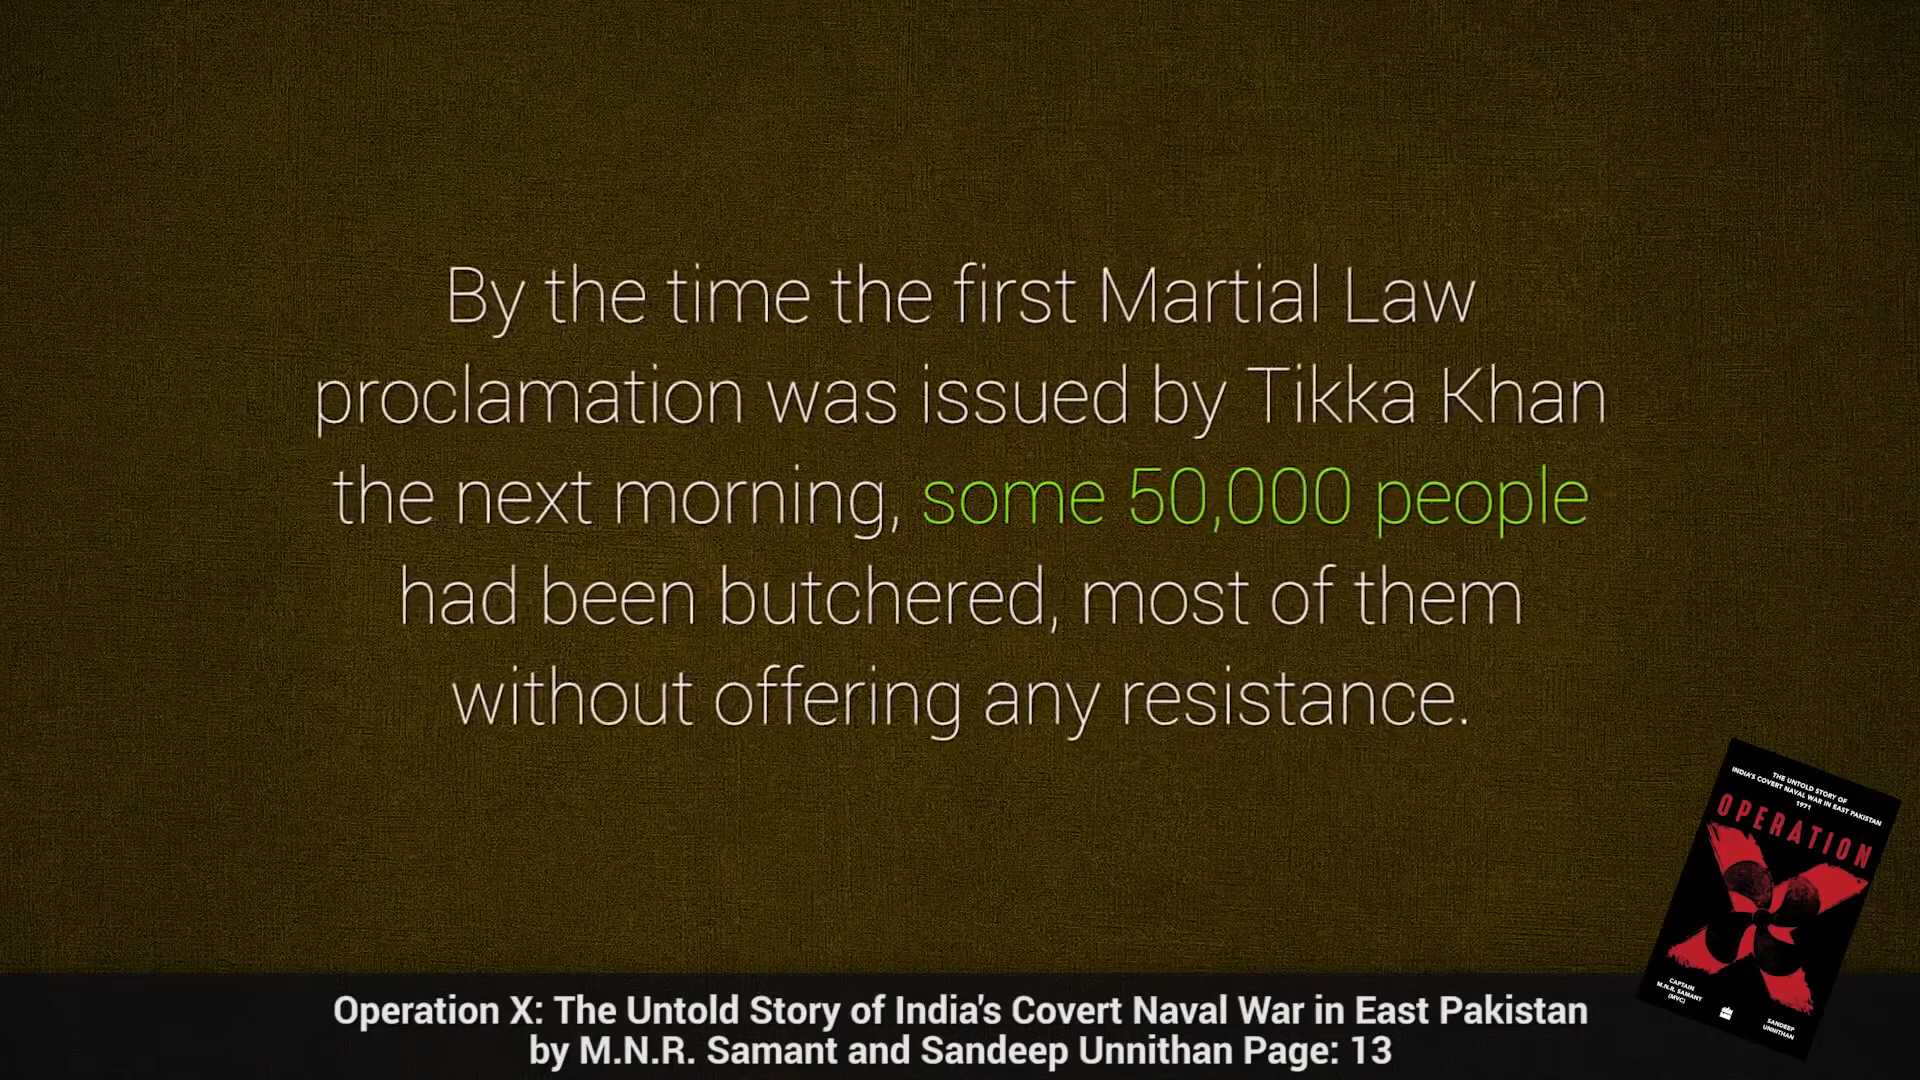 By the time the first Martial Law
proclamation was issued by Tikka Khan
the next morning, some 50,000 people
had been butchered, most of them
without offering any resistance.
THE UNTOLD STORY OF
INDIA'S COVERT NAVAL WAR IN EAST PAKISTAN
1971
OPERATION
CAPTAIN
M.N.R. SAMANT
(MVC)
SANDEEP
UNNITHAN
Operation X: The Untold Story of India's Covert Naval War in East Pakistan
by M.N.R. Samant and Sandeep Unnithan Page: 13